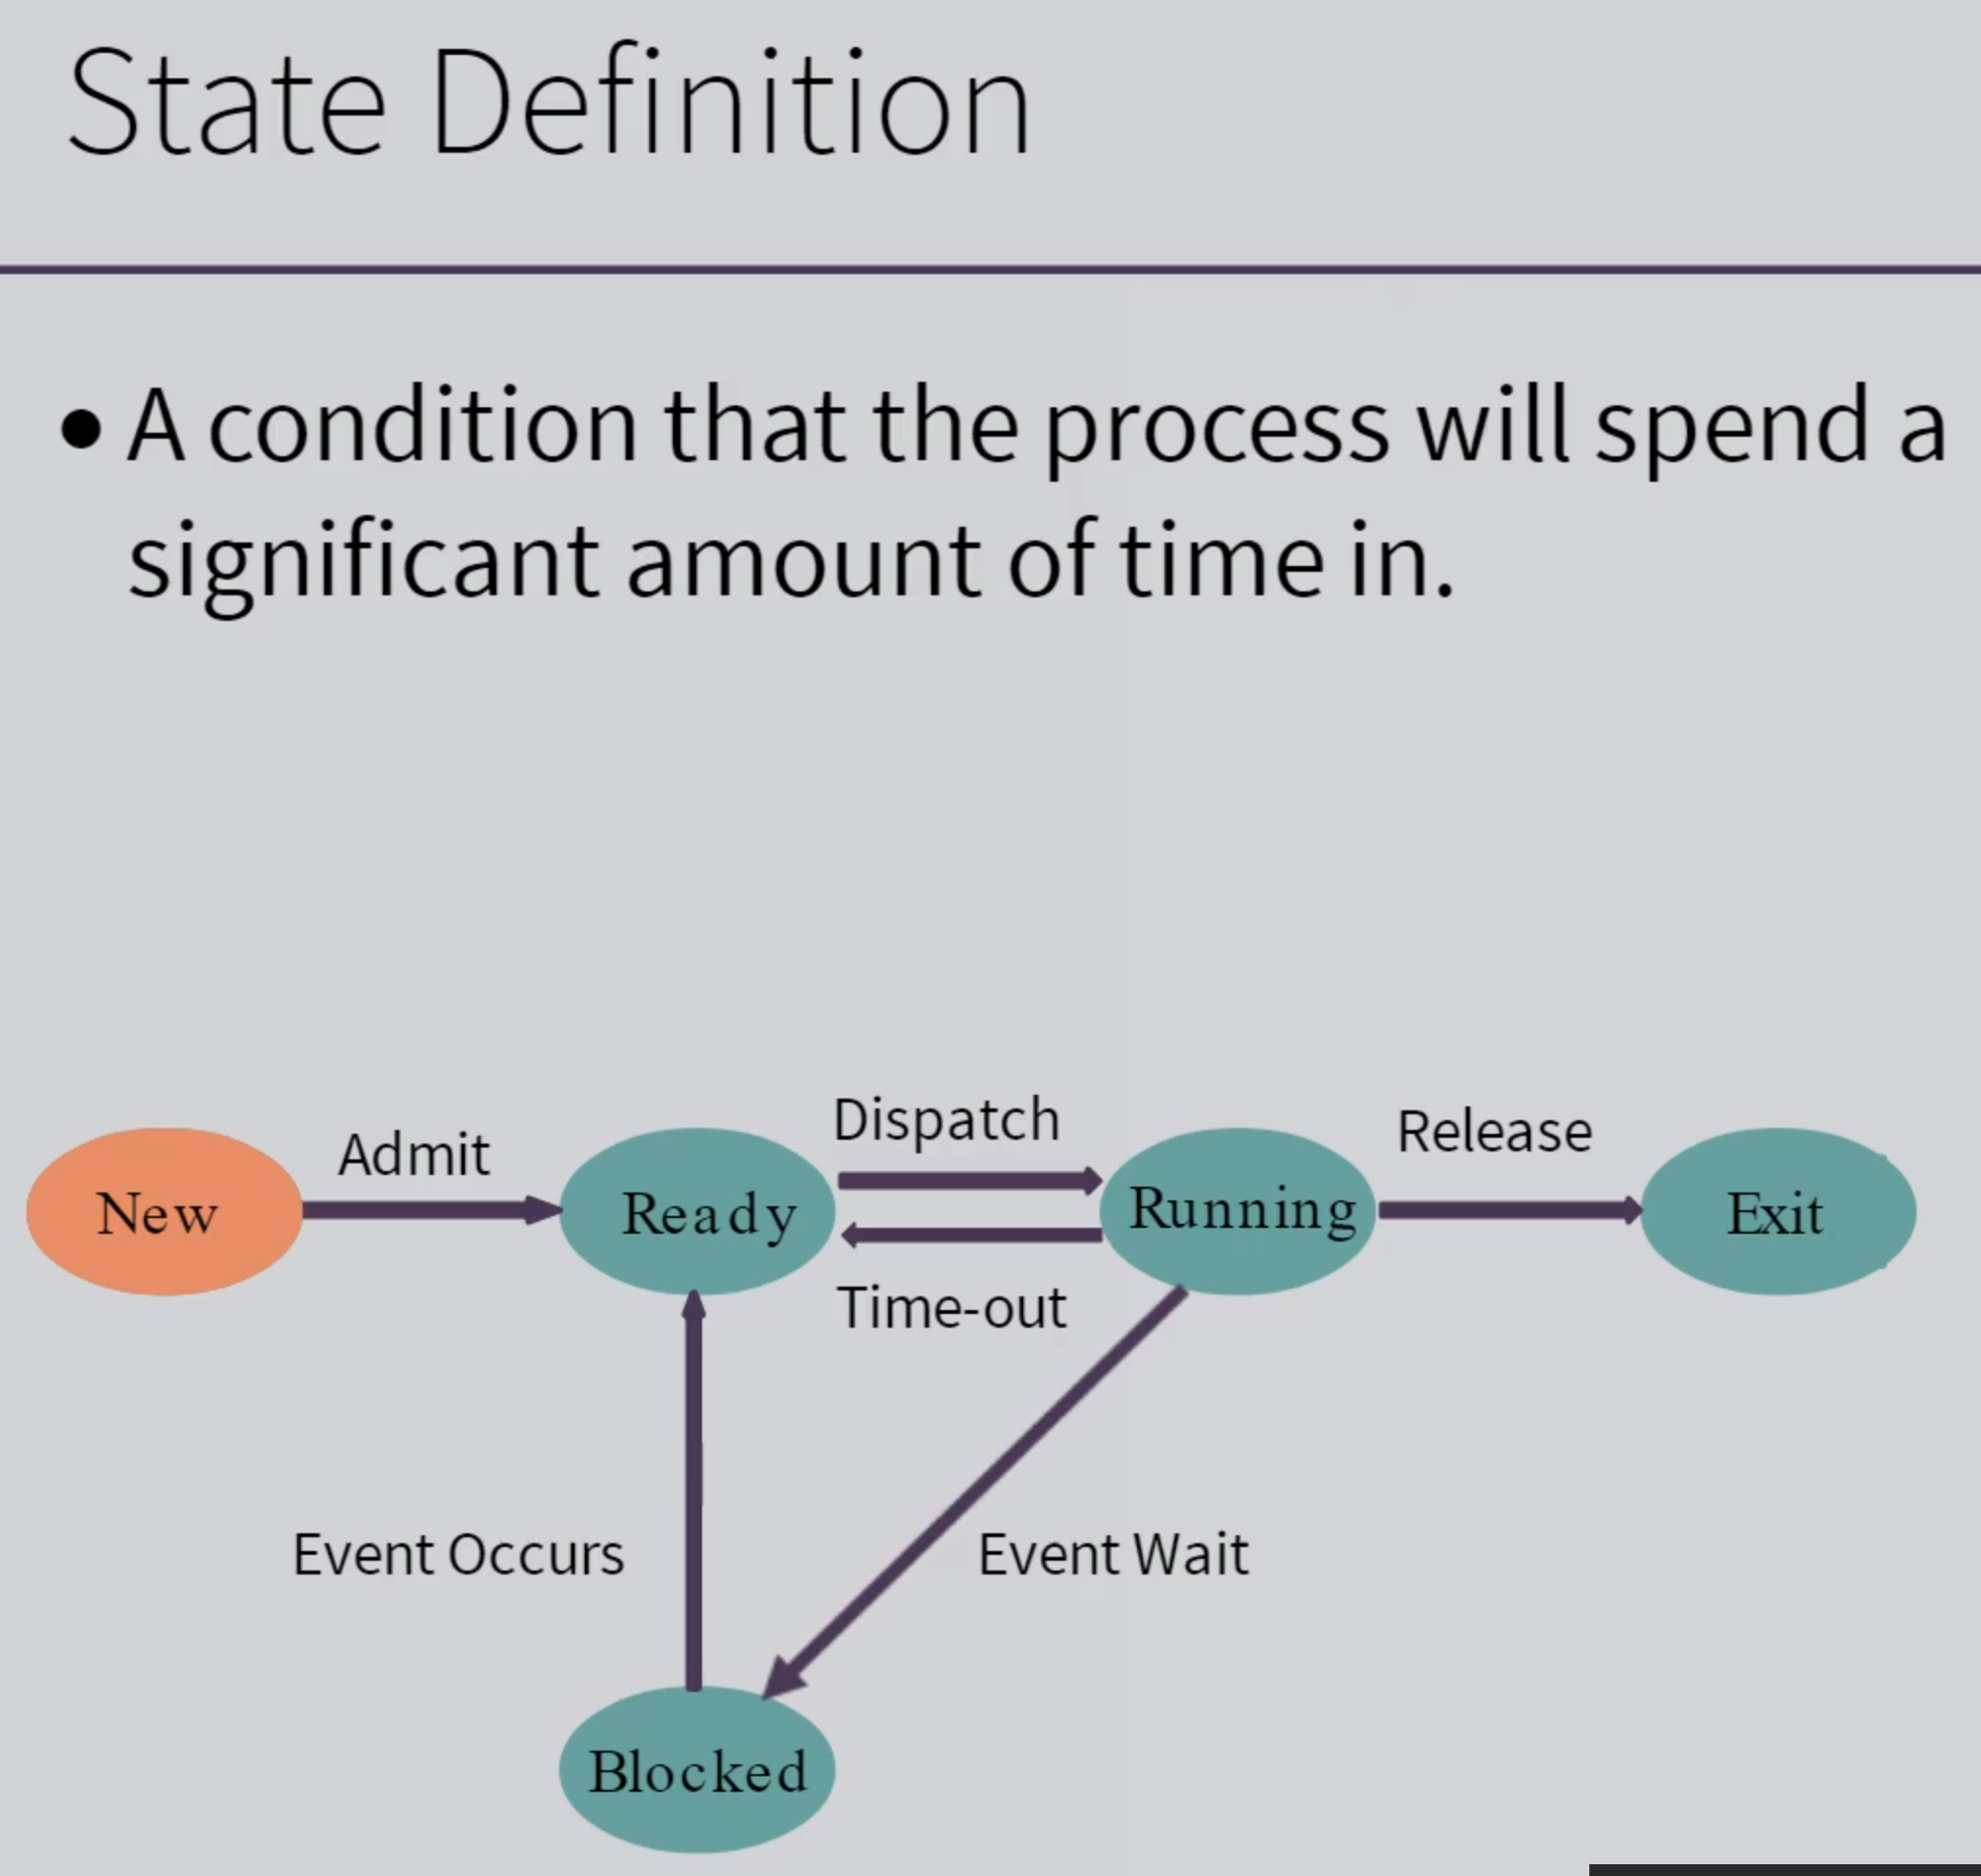 State Definition
• A condition that the process will spend a
significant amount of time in.
Dispatch
Release
Admit
New
Ready
Running
Exit
Time-out
Event Occurs
Event Wait
Blocked